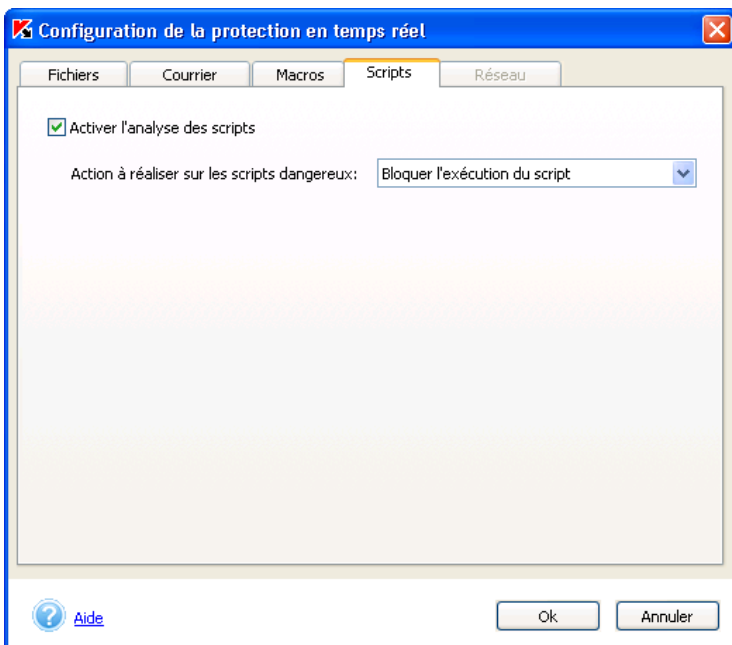 Configuration de la protection en temps réel
Fichiers Courrier Macros Scripts Réseau
Activer l'analyse des scripts
Action à réaliser sur les scripts dangereux: Bloquer l'exécution du script
Aide Ok Annuler